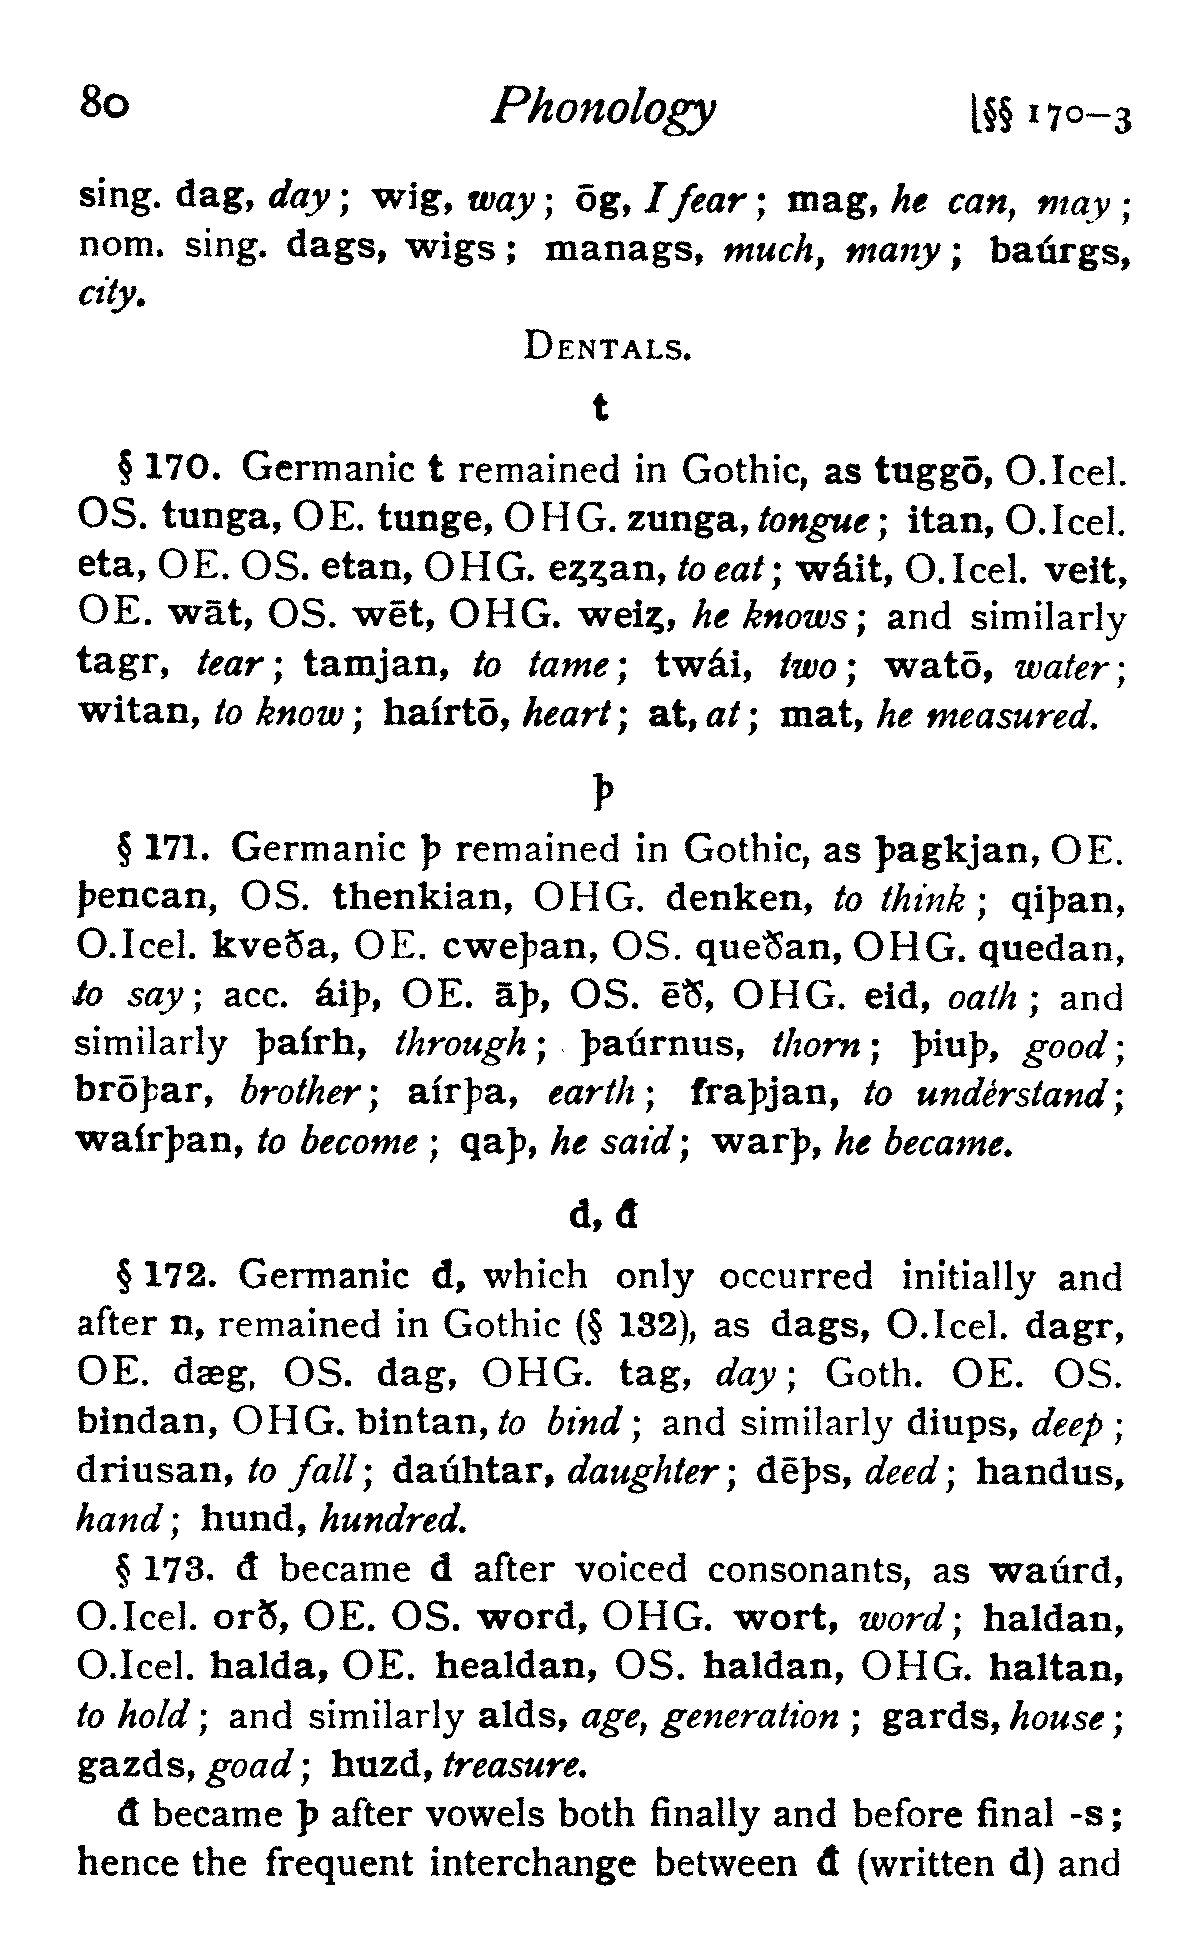 80 Phonology [§§ 170–3
sing. dag, day; wig, way; ōg, I fear; mag, he can, may;
nom. sing. dags, wigs; manags, much, many; baúrgs,
city.
DENTALS.
t
§ 170. Germanic t remained in Gothic, as tuggō, O.Icel.
OS. tunga, OE. tunge, OHG. zunga, tongue; itan, O.Icel.
eta, OE. OS. etan, OHG. eȥȥan, to eat; wáit, O.Icel. veit,
OE. wāt, OS. wēt, OHG. weiȥ, he knows; and similarly
tagr, tear; tamjan, to tame; twái, two; watō, water;
witan, to know; haírtō, heart; at, at; mat, he measured.
þ
§ 171. Germanic þ remained in Gothic, as þagkjan, OE.
þencan, OS. thenkian, OHG. denken, to think; qiþan,
O.Icel. kveða, OE. cweþan, OS. queðan, OHG. quedan,
to say; acc. áiþ, OE. āþ, OS. ēð, OHG. eid, oath; and
similarly þaírh, through; þaúrnus, thorn; þiuþ, good;
brōþar, brother; aírþa, earth; fraþjan, to understand;
waírþan, to become; qaþ, he said; warþ, he became.
d, đ
§ 172. Germanic d, which only occurred initially and
after n, remained in Gothic (§ 132), as dags, O.Icel. dagr,
OE. dæg, OS. dag, OHG. tag, day; Goth. OE. OS.
bindan, OHG. bintan, to bind; and similarly diups, deep;
driusan, to fall; daúhtar, daughter; dēþs, deed; handus,
hand; hund, hundred.
§ 173. đ became d after voiced consonants, as waúrd,
O.Icel. orð, OE. OS. word, OHG. wort, word; haldan,
O.Icel. halda, OE. healdan, OS. haldan, OHG. haltan,
to hold; and similarly alds, age, generation; gards, house;
gazds, goad; huzd, treasure.
đ became þ after vowels both finally and before final -s;
hence the frequent interchange between đ (written d) and